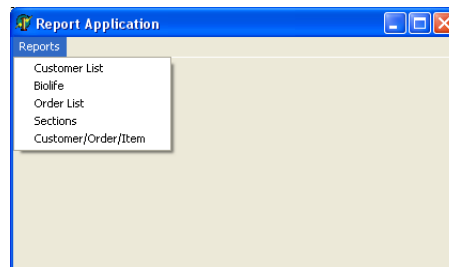 Report Application
Reports
Customer List
Biolife
Order List
Sections
Customer/Order/Item